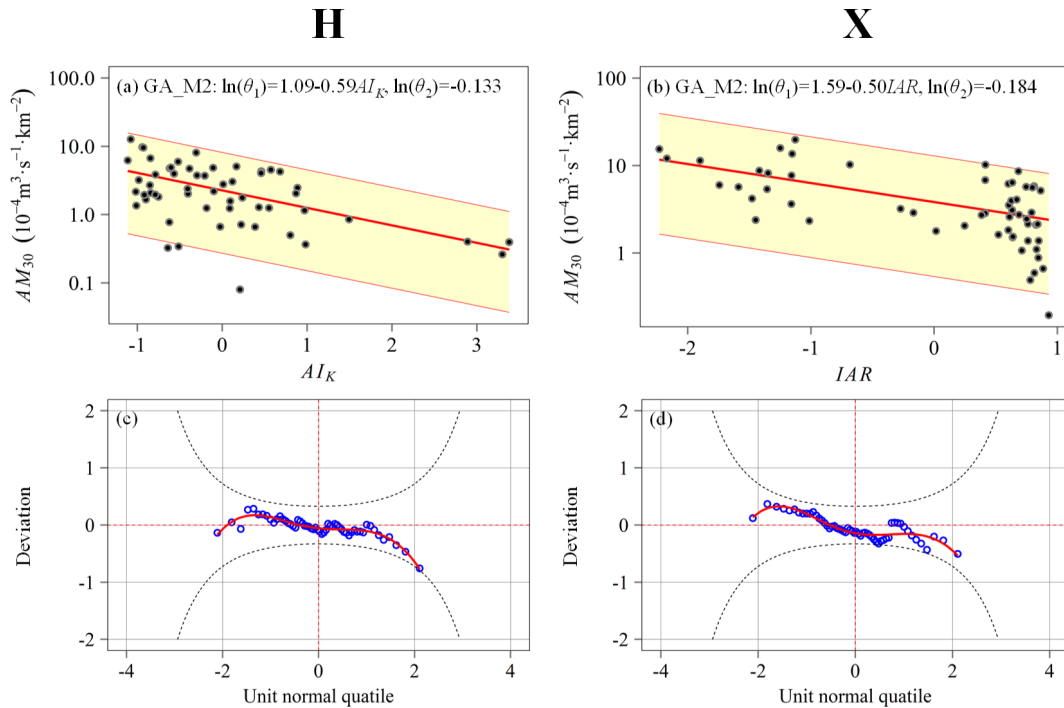 H
X
(a) GA_M2: ln(θ₁)=1.09-0.59AI_K, ln(θ₂)=-0.133
100.0
10.0
1.0
0.1
AM₃₀ (10⁻⁴m³·s⁻¹·km⁻²)
-1
0
1
2
3
AI_K
(b) GA_M2: ln(θ₁)=1.59-0.50IAR, ln(θ₂)=-0.184
100
10
1
AM₃₀ (10⁻⁴m³·s⁻¹·km⁻²)
-2
-1
0
1
IAR
(c)
2
1
0
-1
-2
Deviation
-4
-2
0
2
4
Unit normal quatile
(d)
2
1
0
-1
-2
Deviation
-4
-2
0
2
4
Unit normal quatile